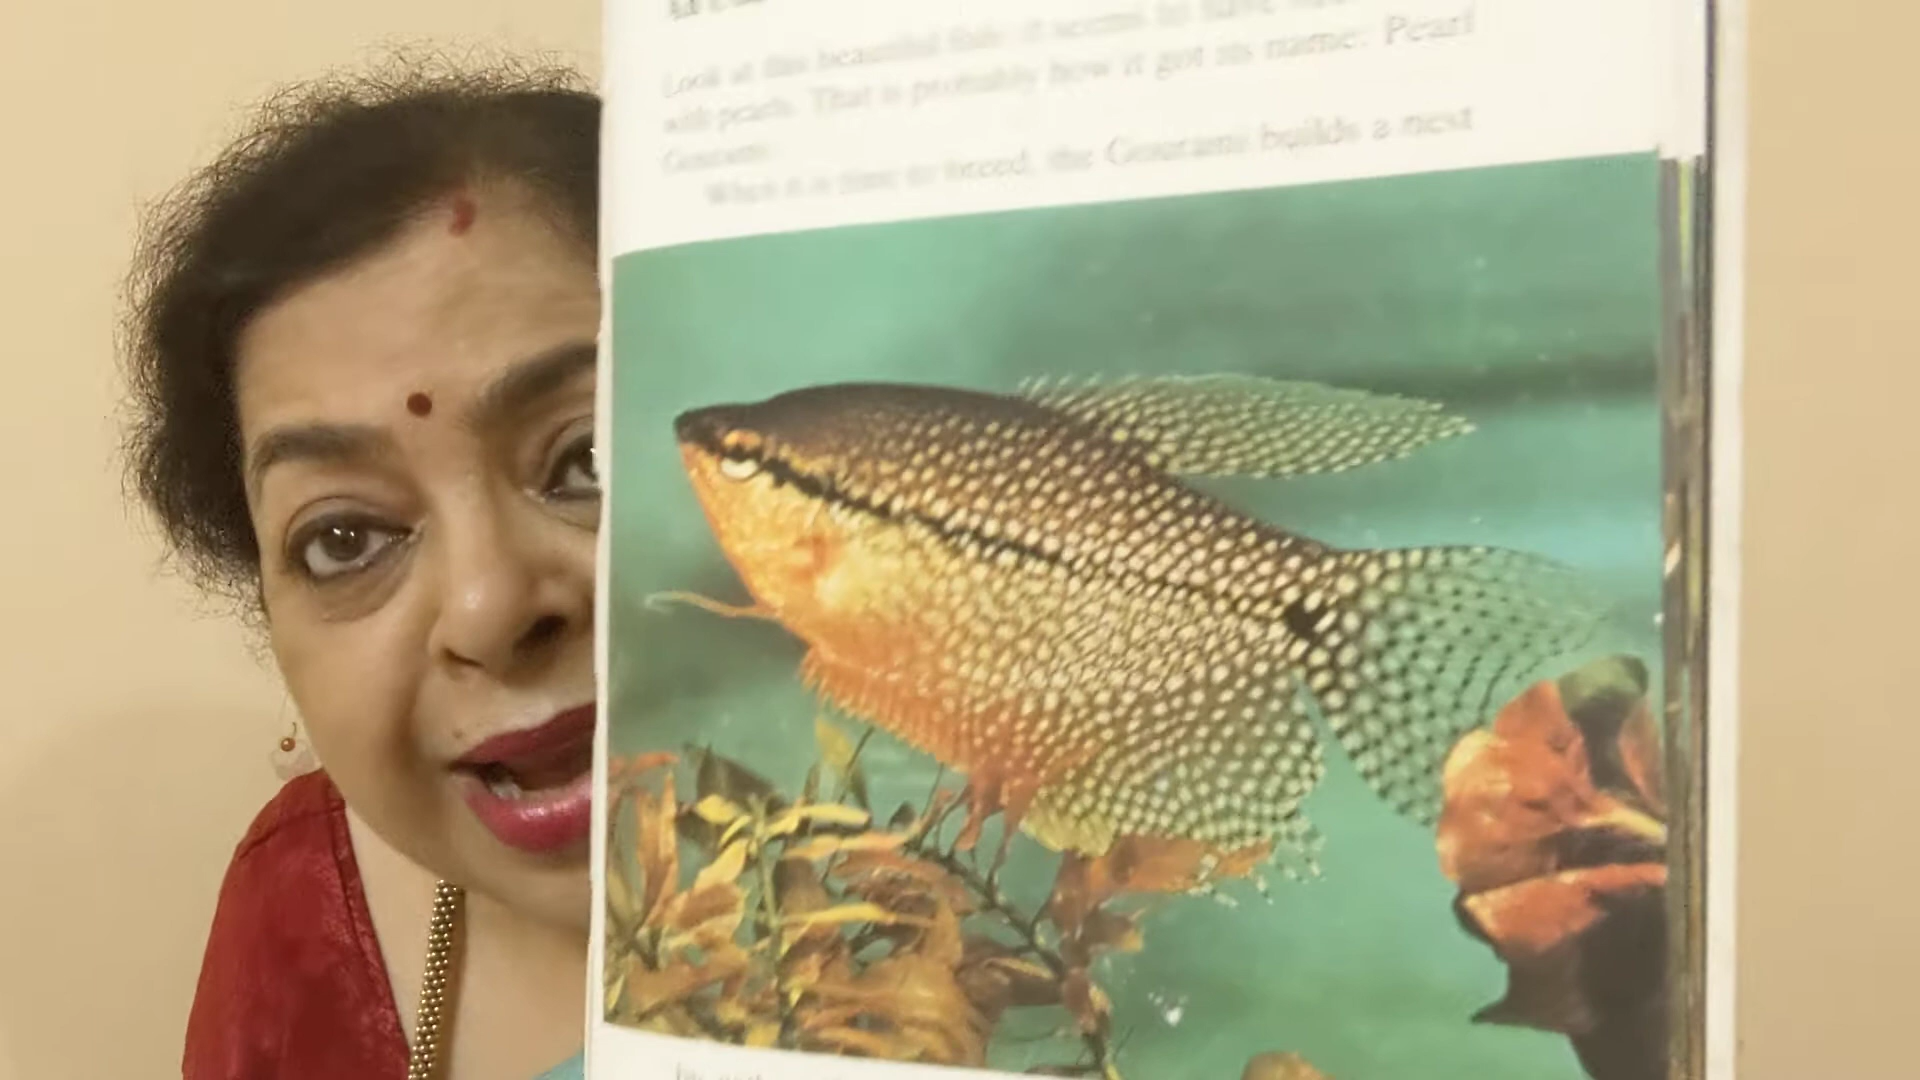 Look at this beautiful fish: it seems to have
with pearls. That is probably how it got its name: Pearl
Gourami.
When it is time to breed, the Gourami builds a nest